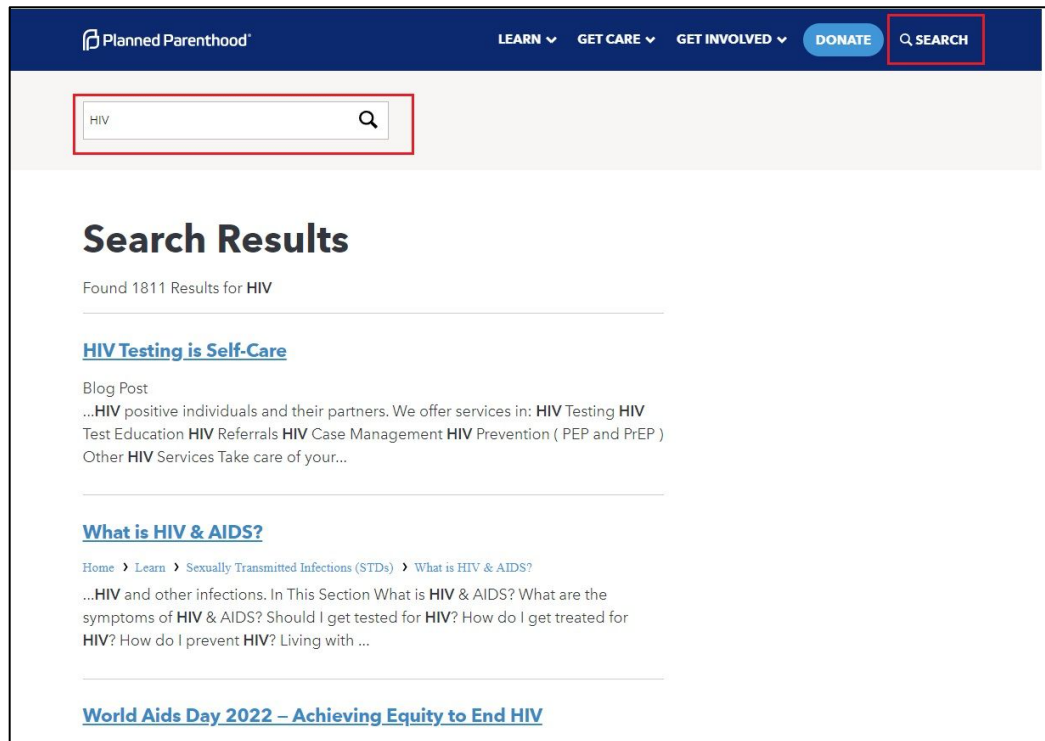 Planned Parenthood®
LEARN GET CARE GET INVOLVED DONATE SEARCH
HIV
Search Results
Found 1811 Results for HIV
HIV Testing is Self-Care
Blog Post
...HIV positive individuals and their partners. We offer services in: HIV Testing HIV
Test Education HIV Referrals HIV Case Management HIV Prevention ( PEP and PrEP )
Other HIV Services Take care of your...
What is HIV & AIDS?
Home > Learn > Sexually Transmitted Infections (STDs) > What is HIV & AIDS?
...HIV and other infections. In This Section What is HIV & AIDS? What are the
symptoms of HIV & AIDS? Should I get tested for HIV? How do I get treated for
HIV? How do I prevent HIV? Living with ...
World Aids Day 2022 – Achieving Equity to End HIV